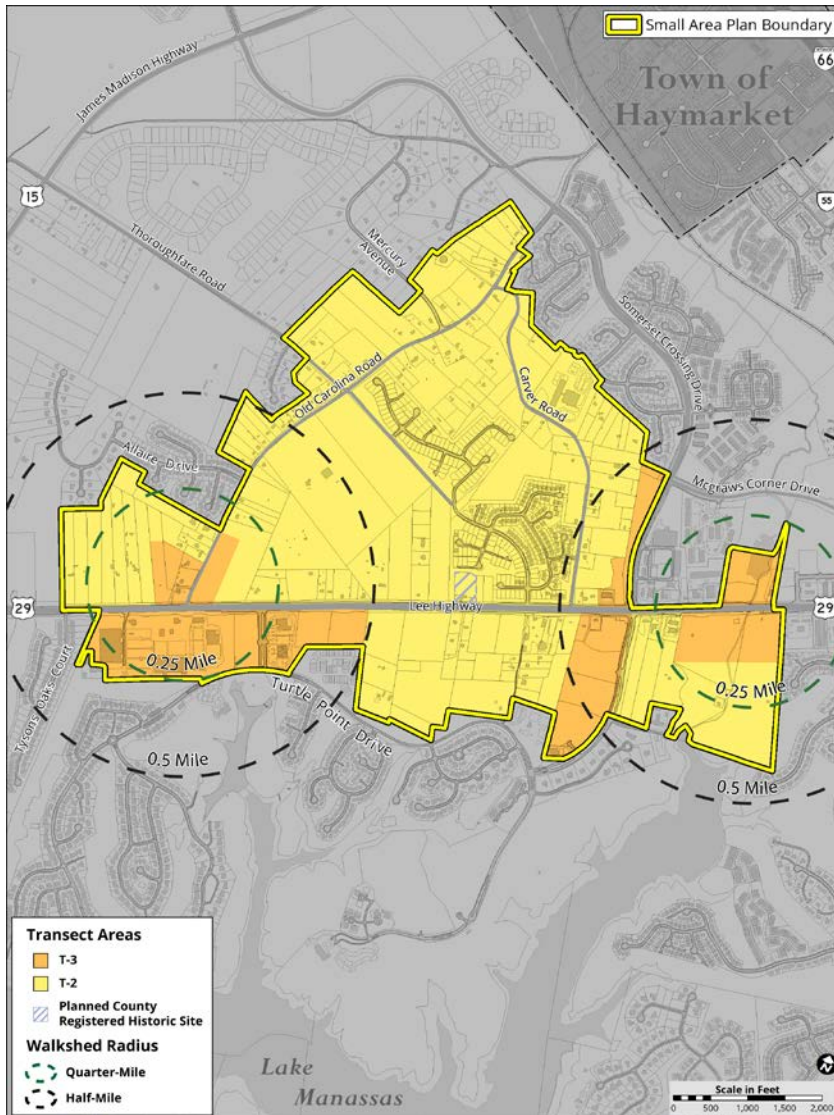 Small Area Plan Boundary
James Madison Highway
66
Town of
Haymarket
15
55
Thoroughfare Road
Mercury
Avenue
Somerset Crossing Drive
Old Carolina Road
Carver Road
Allaire Drive
Mcgraws Corner Drive
29
Lee Highway
29
0.25 Mile
0.25 Mile
Tysons Oaks Court
Turtle Point Drive
0.5 Mile
0.5 Mile
Transect Areas
T-3
T-2
Planned County
Registered Historic Site
Walkshed Radius
Quarter-Mile
Half-Mile
Lake
Manassas
N
Scale in Feet
0 500 1,000 1,500 2,000